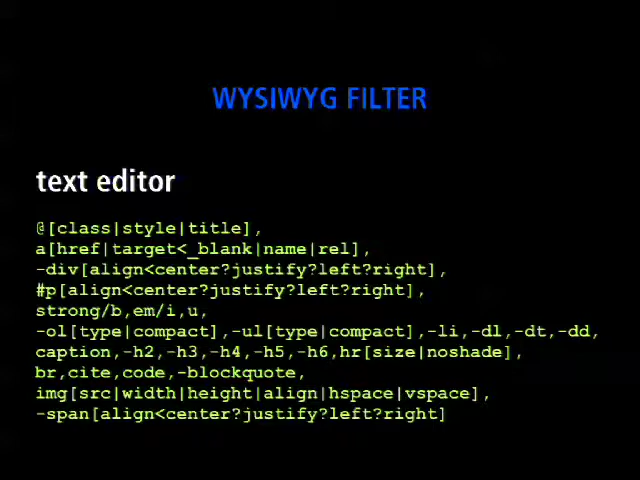 WYSIWYG FILTER
text editor
@[class|style|title],
a[href|target<_blank|name|rel],
-div[align<center?justify?left?right],
#p[align<center?justify?left?right],
strong/b,em/i,u,
-ol[type|compact],-ul[type|compact],-li,-dl,-dt,-dd,
caption,-h2,-h3,-h4,-h5,-h6,hr[size|noshade],
br,cite,code,-blockquote,
img[src|width|height|align|hspace|vspace],
-span[align<center?justify?left?right]